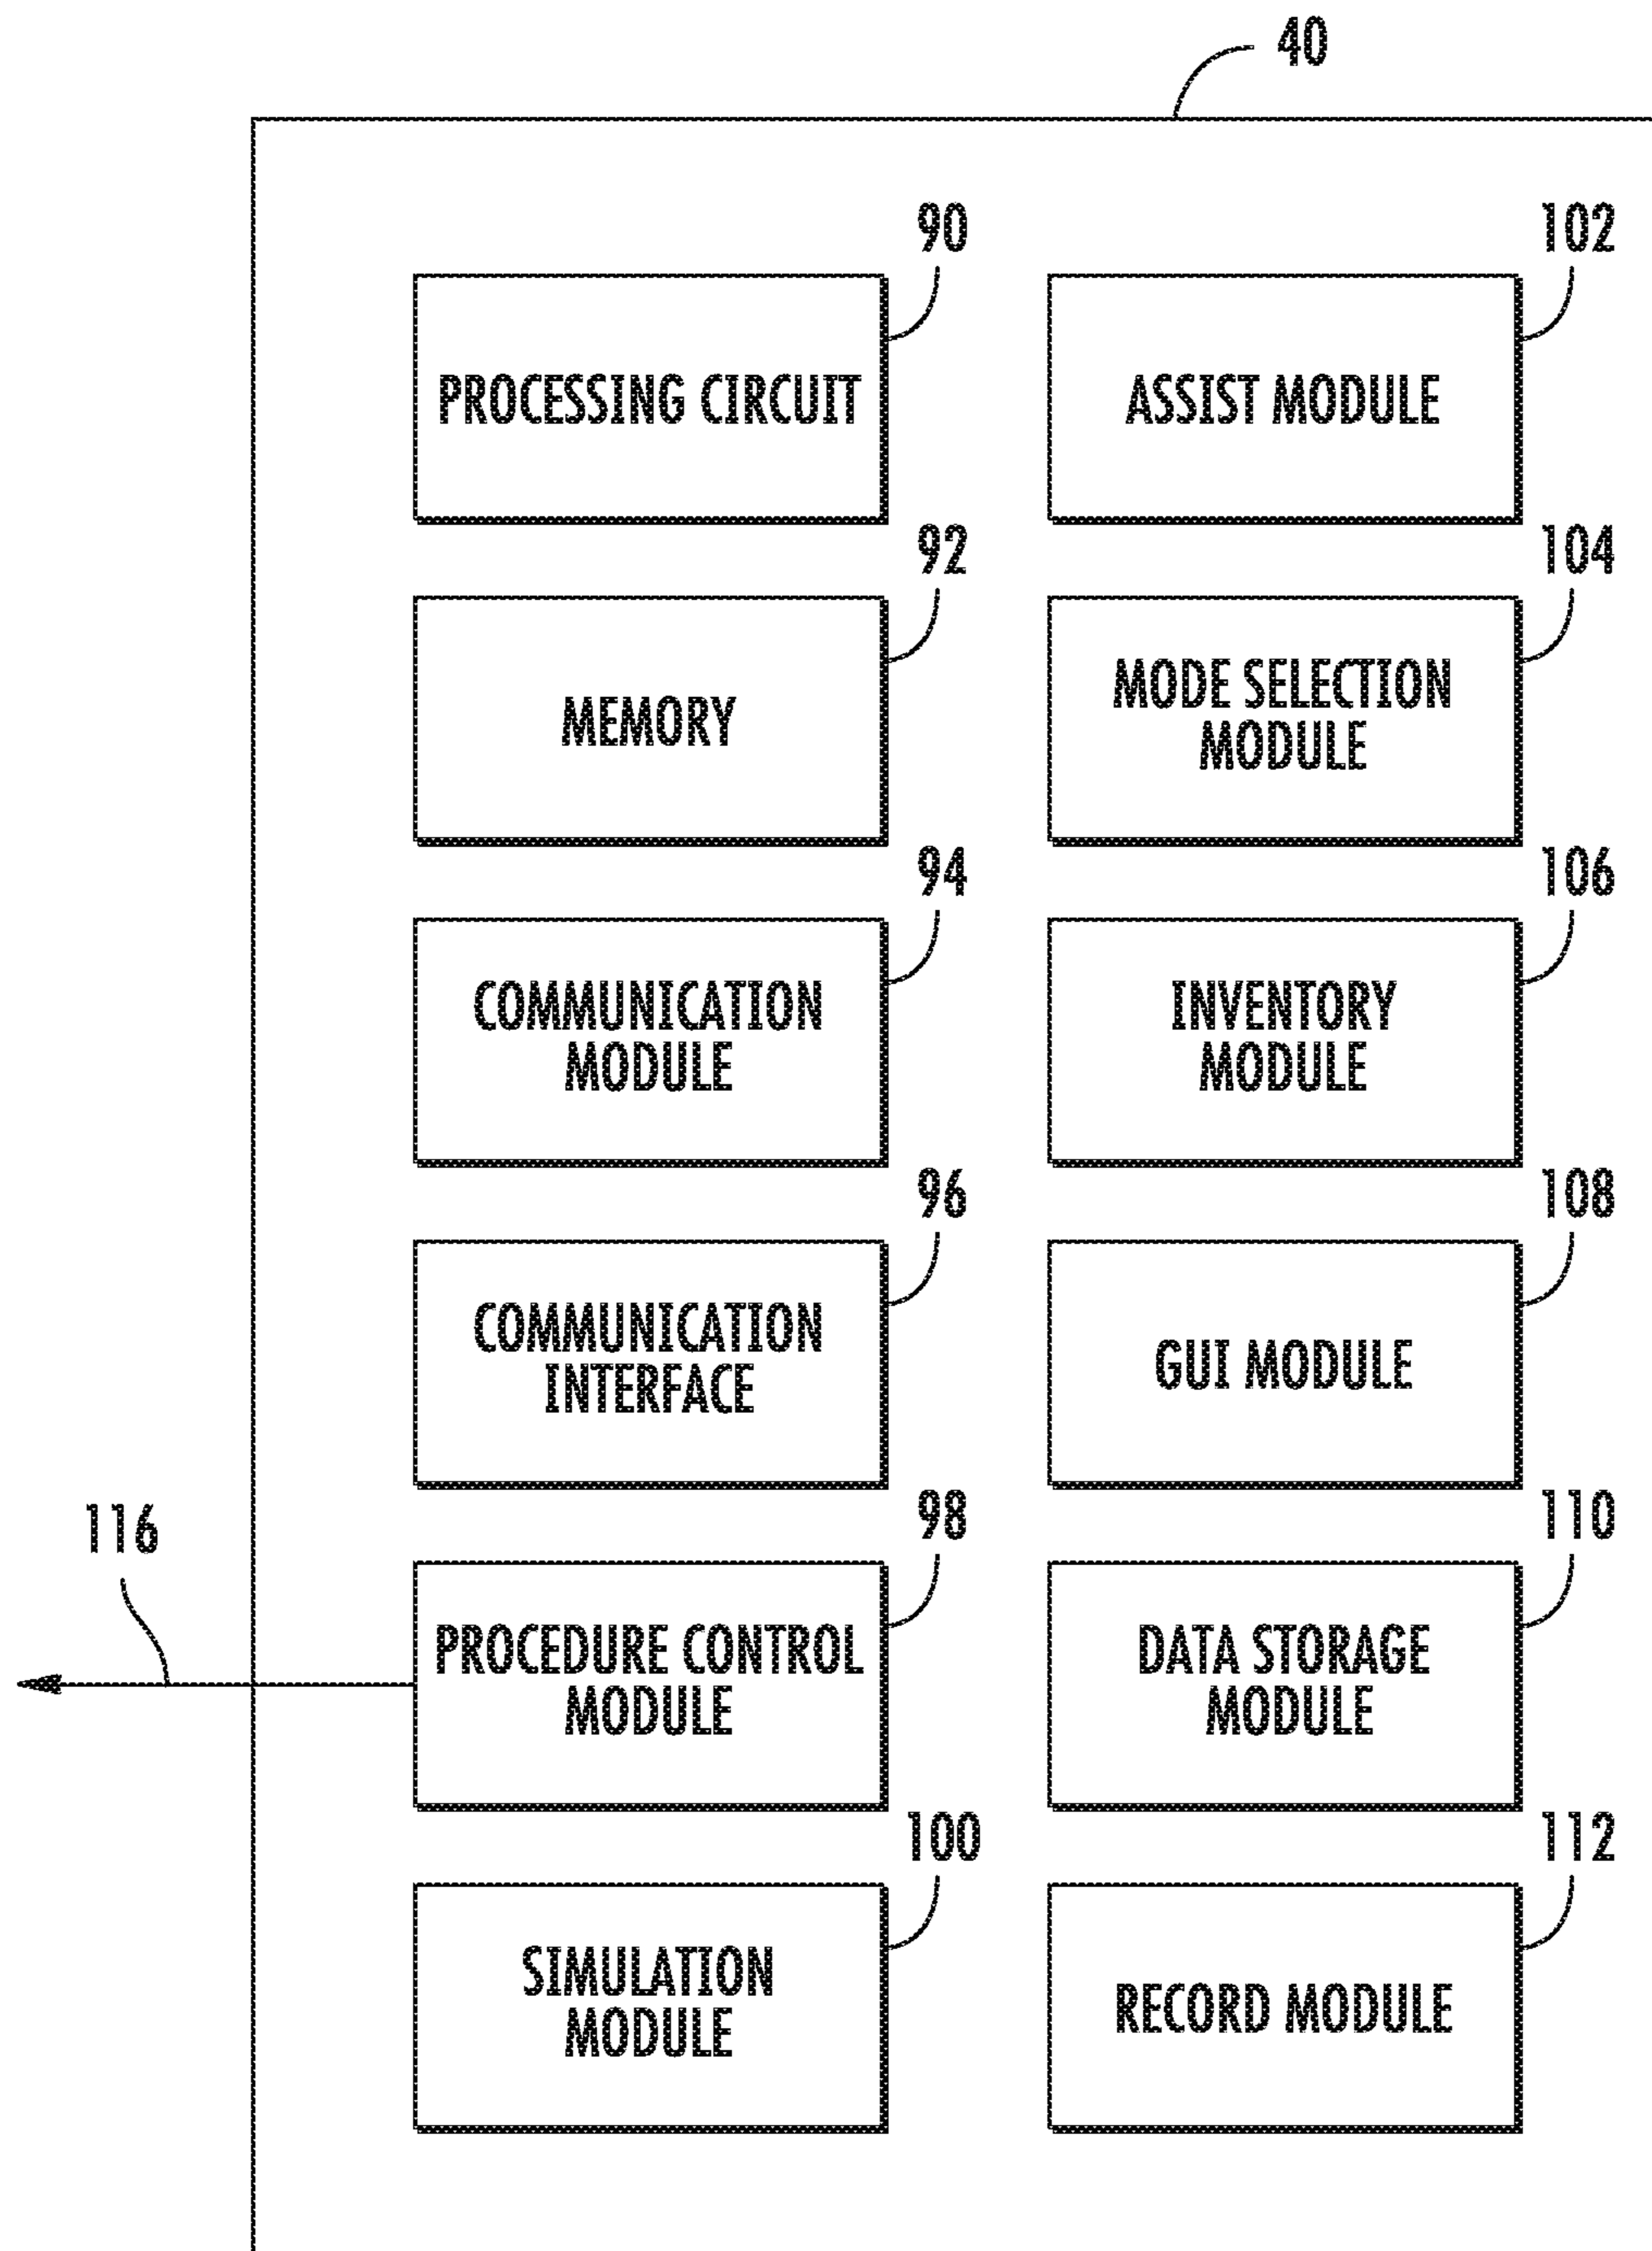 40
90
PROCESSING CIRCUIT
102
ASSIST MODULE
92
MEMORY
104
MODE SELECTION
MODULE
94
COMMUNICATION
MODULE
106
INVENTORY
MODULE
96
COMMUNICATION
INTERFACE
108
GUI MODULE
116
98
PROCEDURE CONTROL
MODULE
110
DATA STORAGE
MODULE
100
SIMULATION
MODULE
112
RECORD MODULE